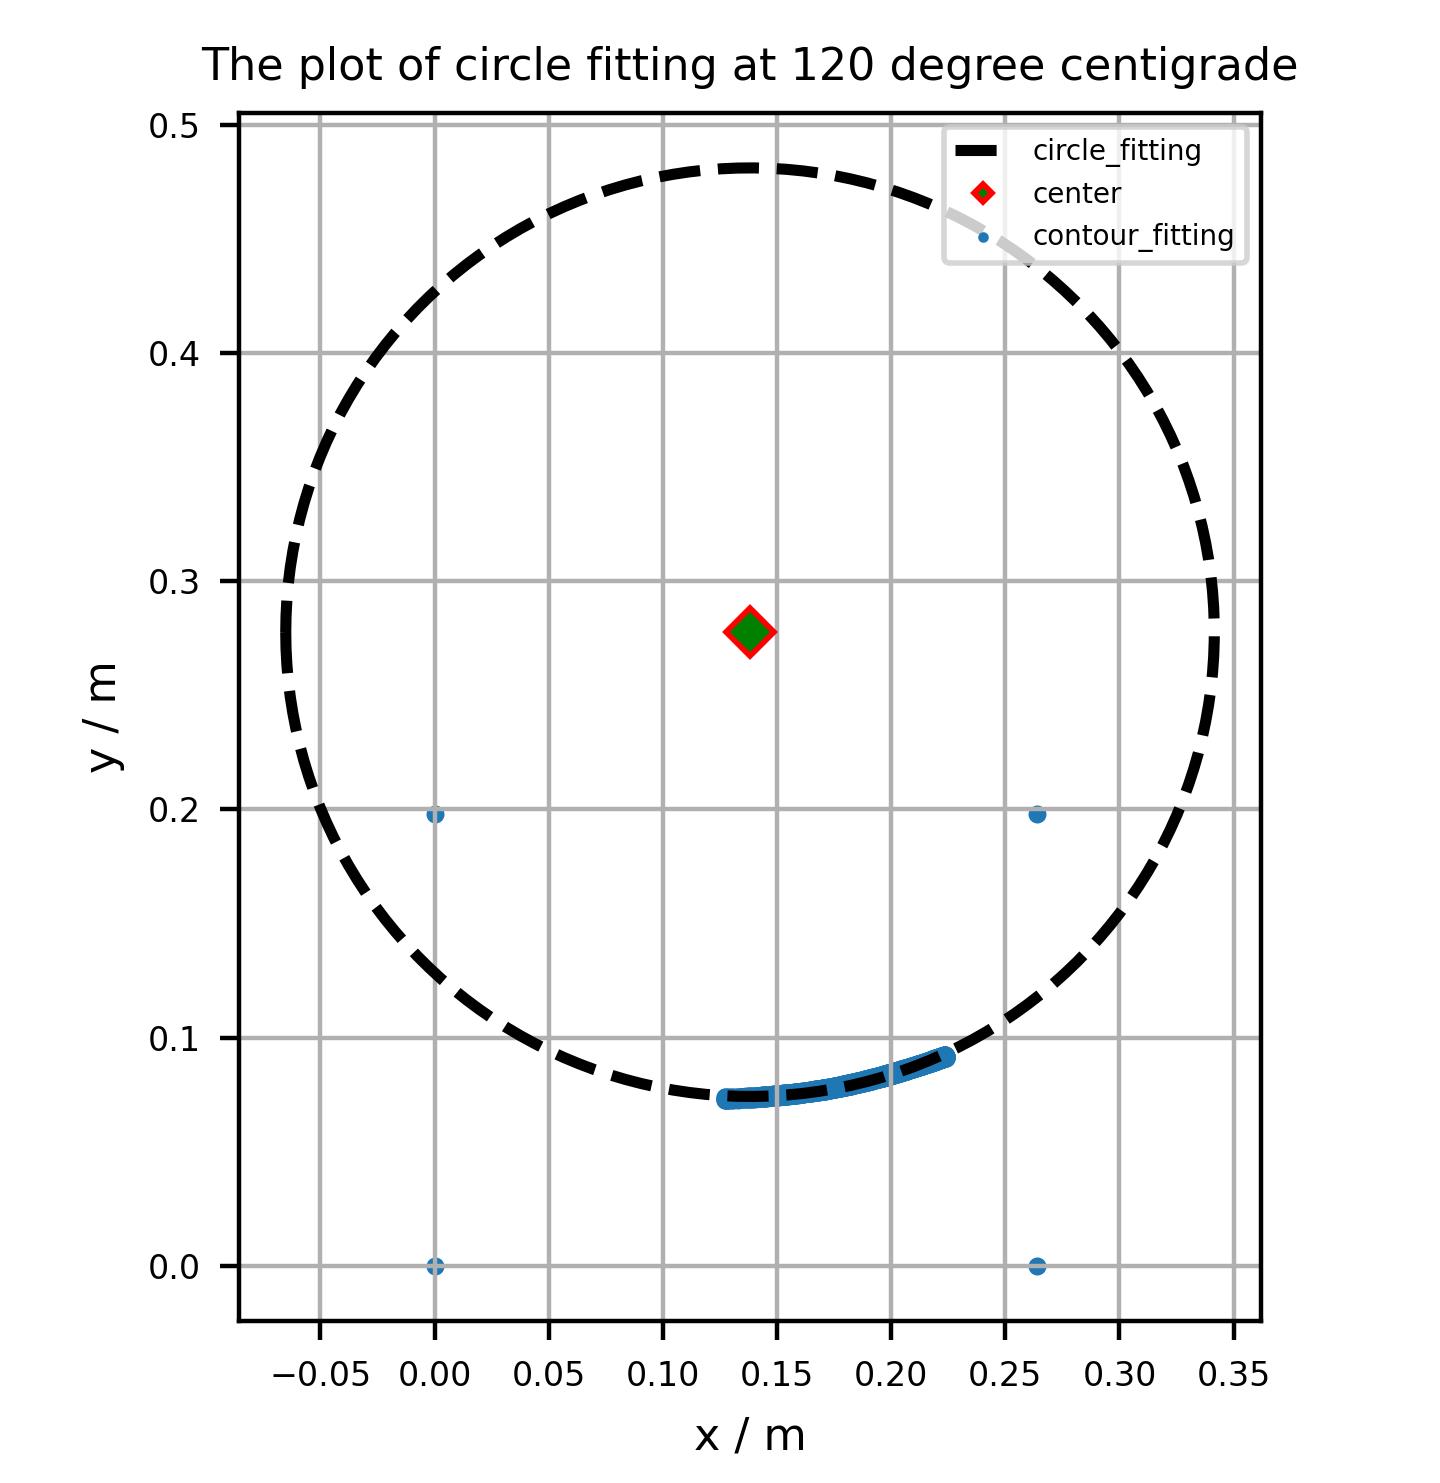 The plot of circle fitting at 120 degree centigrade
0.5
circle_fitting
center
contour_fitting
0.4
0.3
y / m
0.2
0.1
0.0
−0.05 0.00 0.05 0.10 0.15 0.20 0.25 0.30 0.35
x / m